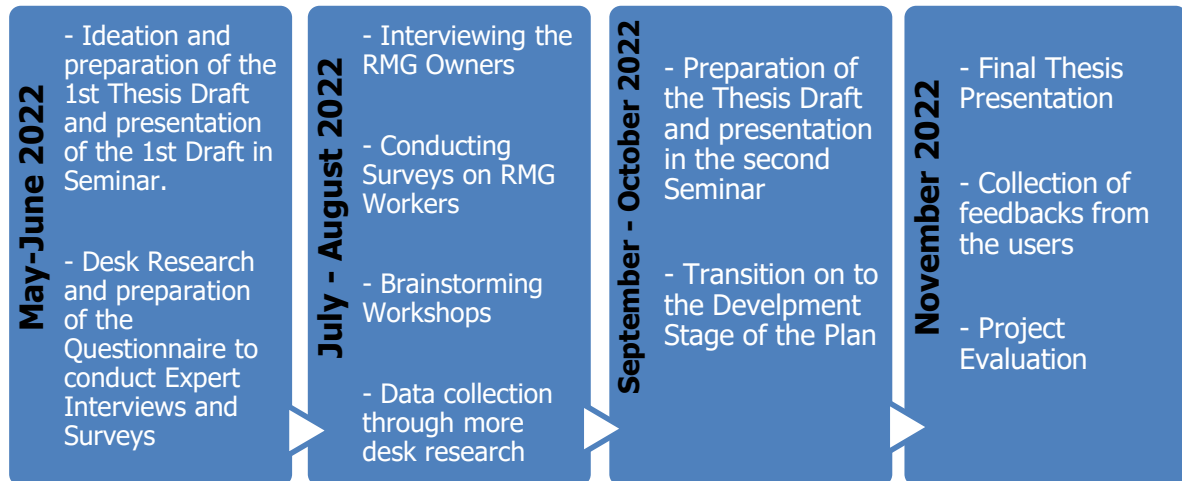 May-June 2022
- Ideation and
preparation of the
1st Thesis Draft
and presentation
of the 1st Draft in
Seminar.
- Desk Research
and preparation
of the
Questionnaire to
conduct Expert
Interviews and
Surveys
July - August 2022
- Interviewing the
RMG Owners
- Conducting
Surveys on RMG
Workers
- Brainstorming
Workshops
- Data collection
through more
desk research
September - October 2022
- Preparation of
the Thesis Draft
and presentation
in the second
Seminar
- Transition on to
the Develpment
Stage of the Plan
November 2022
- Final Thesis
Presentation
- Collection of
feedbacks from
the users
- Project
Evaluation